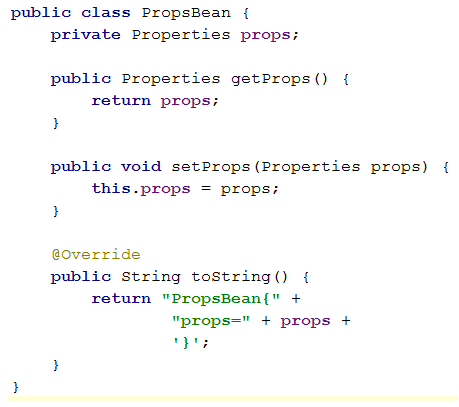 public class PropsBean {
    private Properties props;

    public Properties getProps() {
        return props;
    }

    public void setProps(Properties props) {
        this.props = props;
    }

    @Override
    public String toString() {
        return "PropsBean{" +
                "props=" + props +
                '}';
    }
}